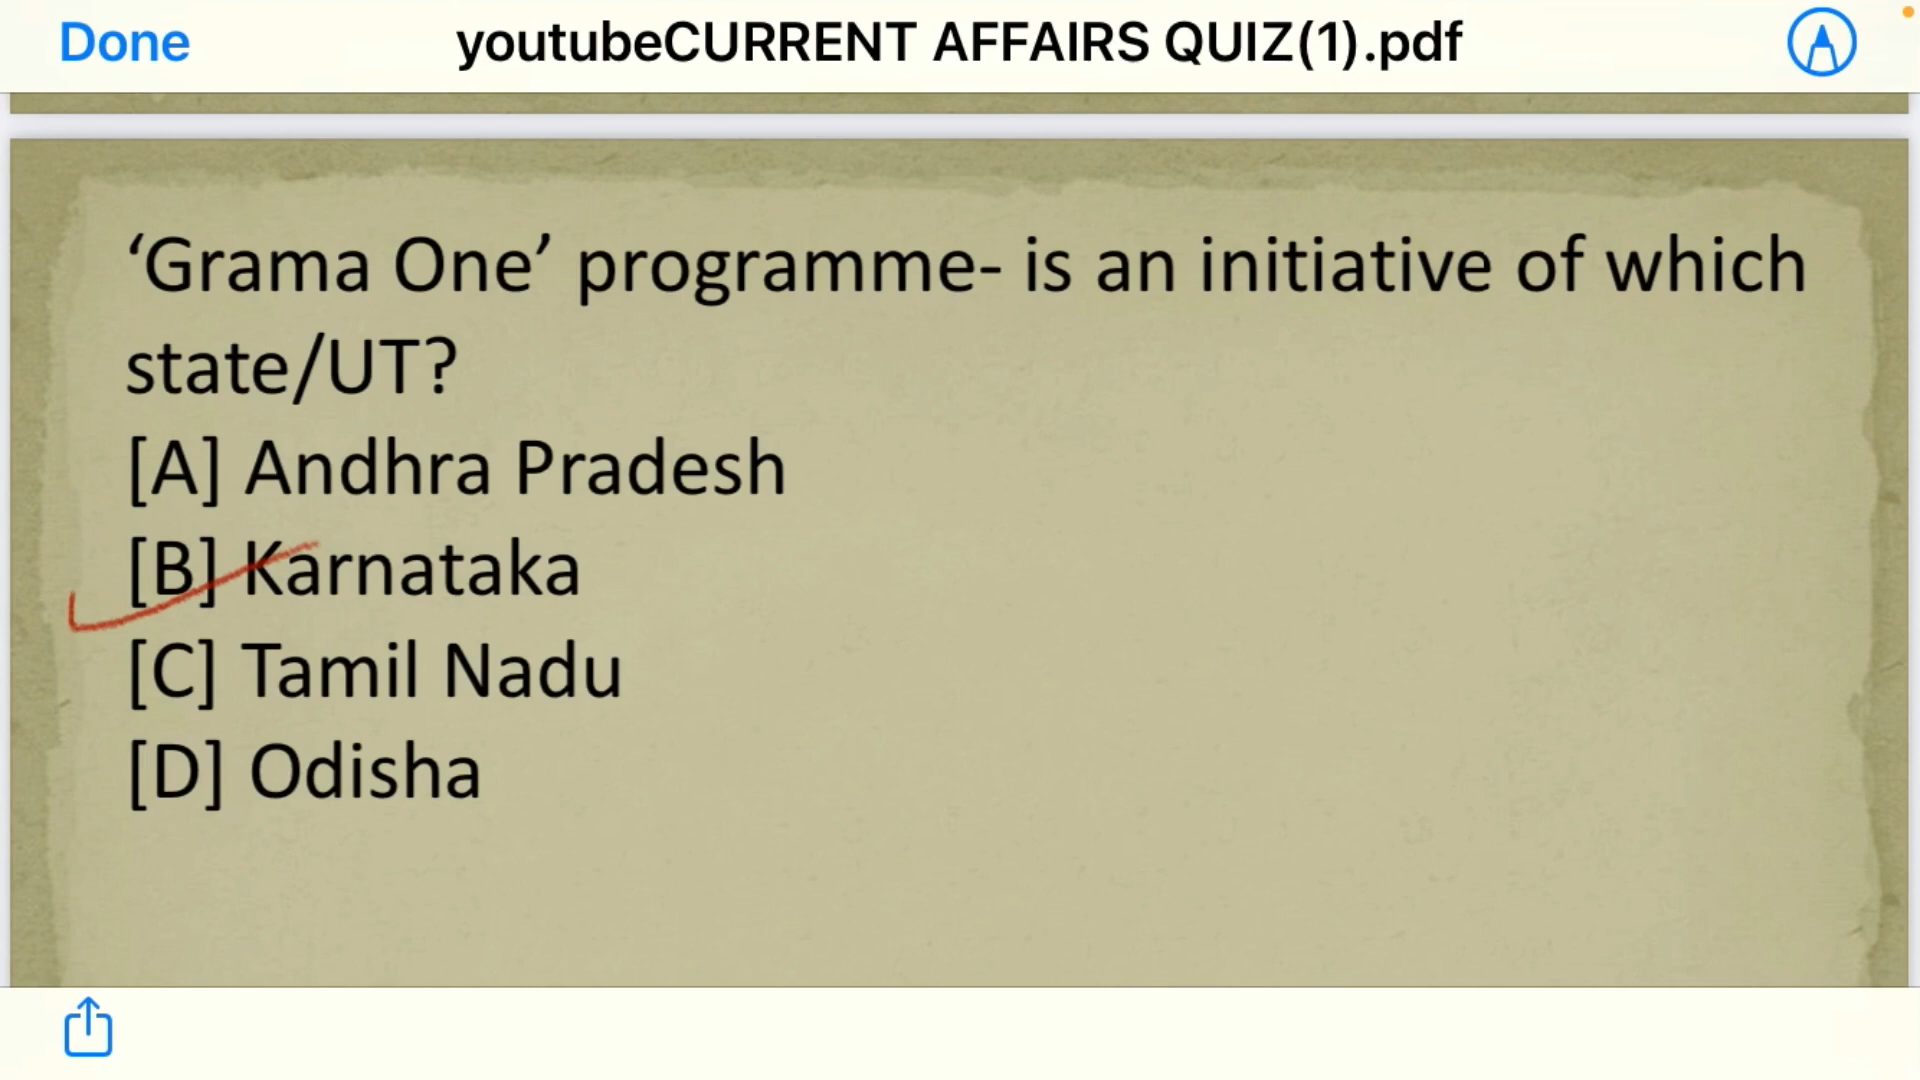 Done
youtubeCURRENT AFFAIRS QUIZ(1).pdf
‘Grama One’ programme- is an initiative of which
state/UT?
[A] Andhra Pradesh
[B] Karnataka
[C] Tamil Nadu
[D] Odisha